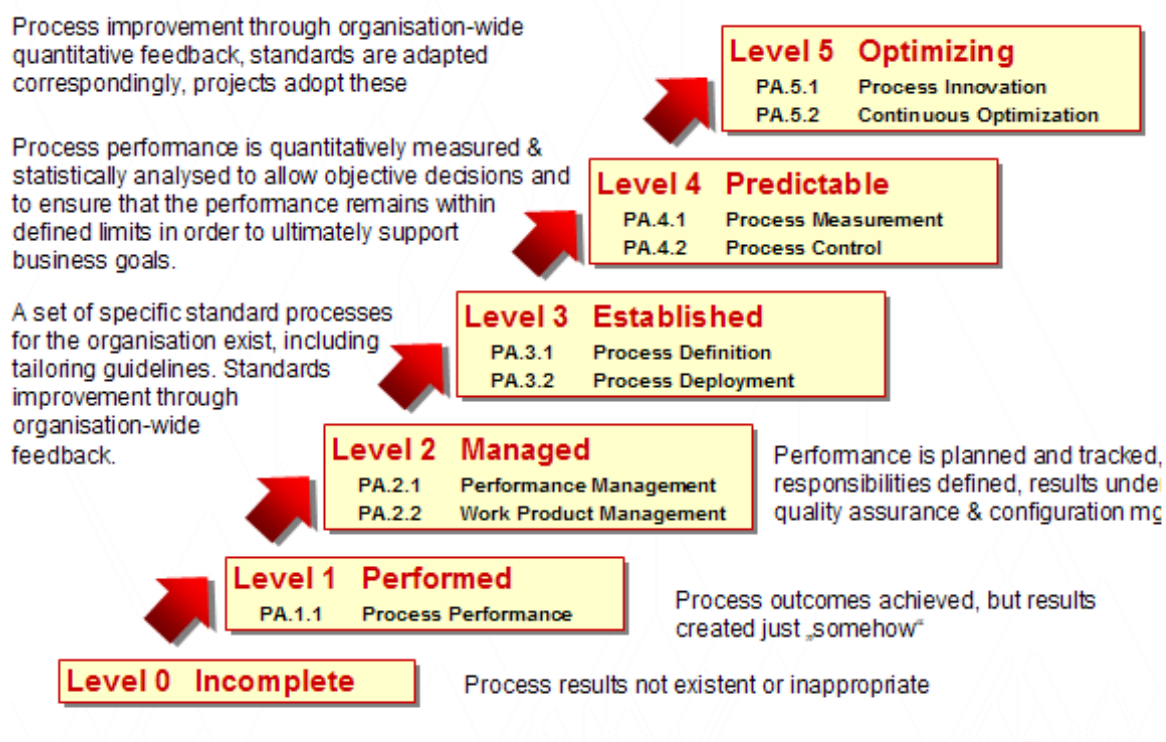 Process improvement through organisation-wide
quantitative feedback, standards are adapted
correspondingly, projects adopt these
Level 5 Optimizing
PA.5.1 Process Innovation
PA.5.2 Continuous Optimization
Process performance is quantitatively measured &
statistically analysed to allow objective decisions and
to ensure that the performance remains within
defined limits in order to ultimately support
business goals.
Level 4 Predictable
PA.4.1 Process Measurement
PA.4.2 Process Control
A set of specific standard processes
for the organisation exist, including
tailoring guidelines. Standards
improvement through
organisation-wide
feedback.
Level 3 Established
PA.3.1 Process Definition
PA.3.2 Process Deployment
Level 2 Managed
PA.2.1 Performance Management
PA.2.2 Work Product Management
Performance is planned and tracked,
responsibilities defined, results
quality assurance & configuration
Level 1 Performed
PA.1.1 Process Performance
Process outcomes achieved, but results
created just „somehow“
Level 0 Incomplete
Process results not existent or inappropriate